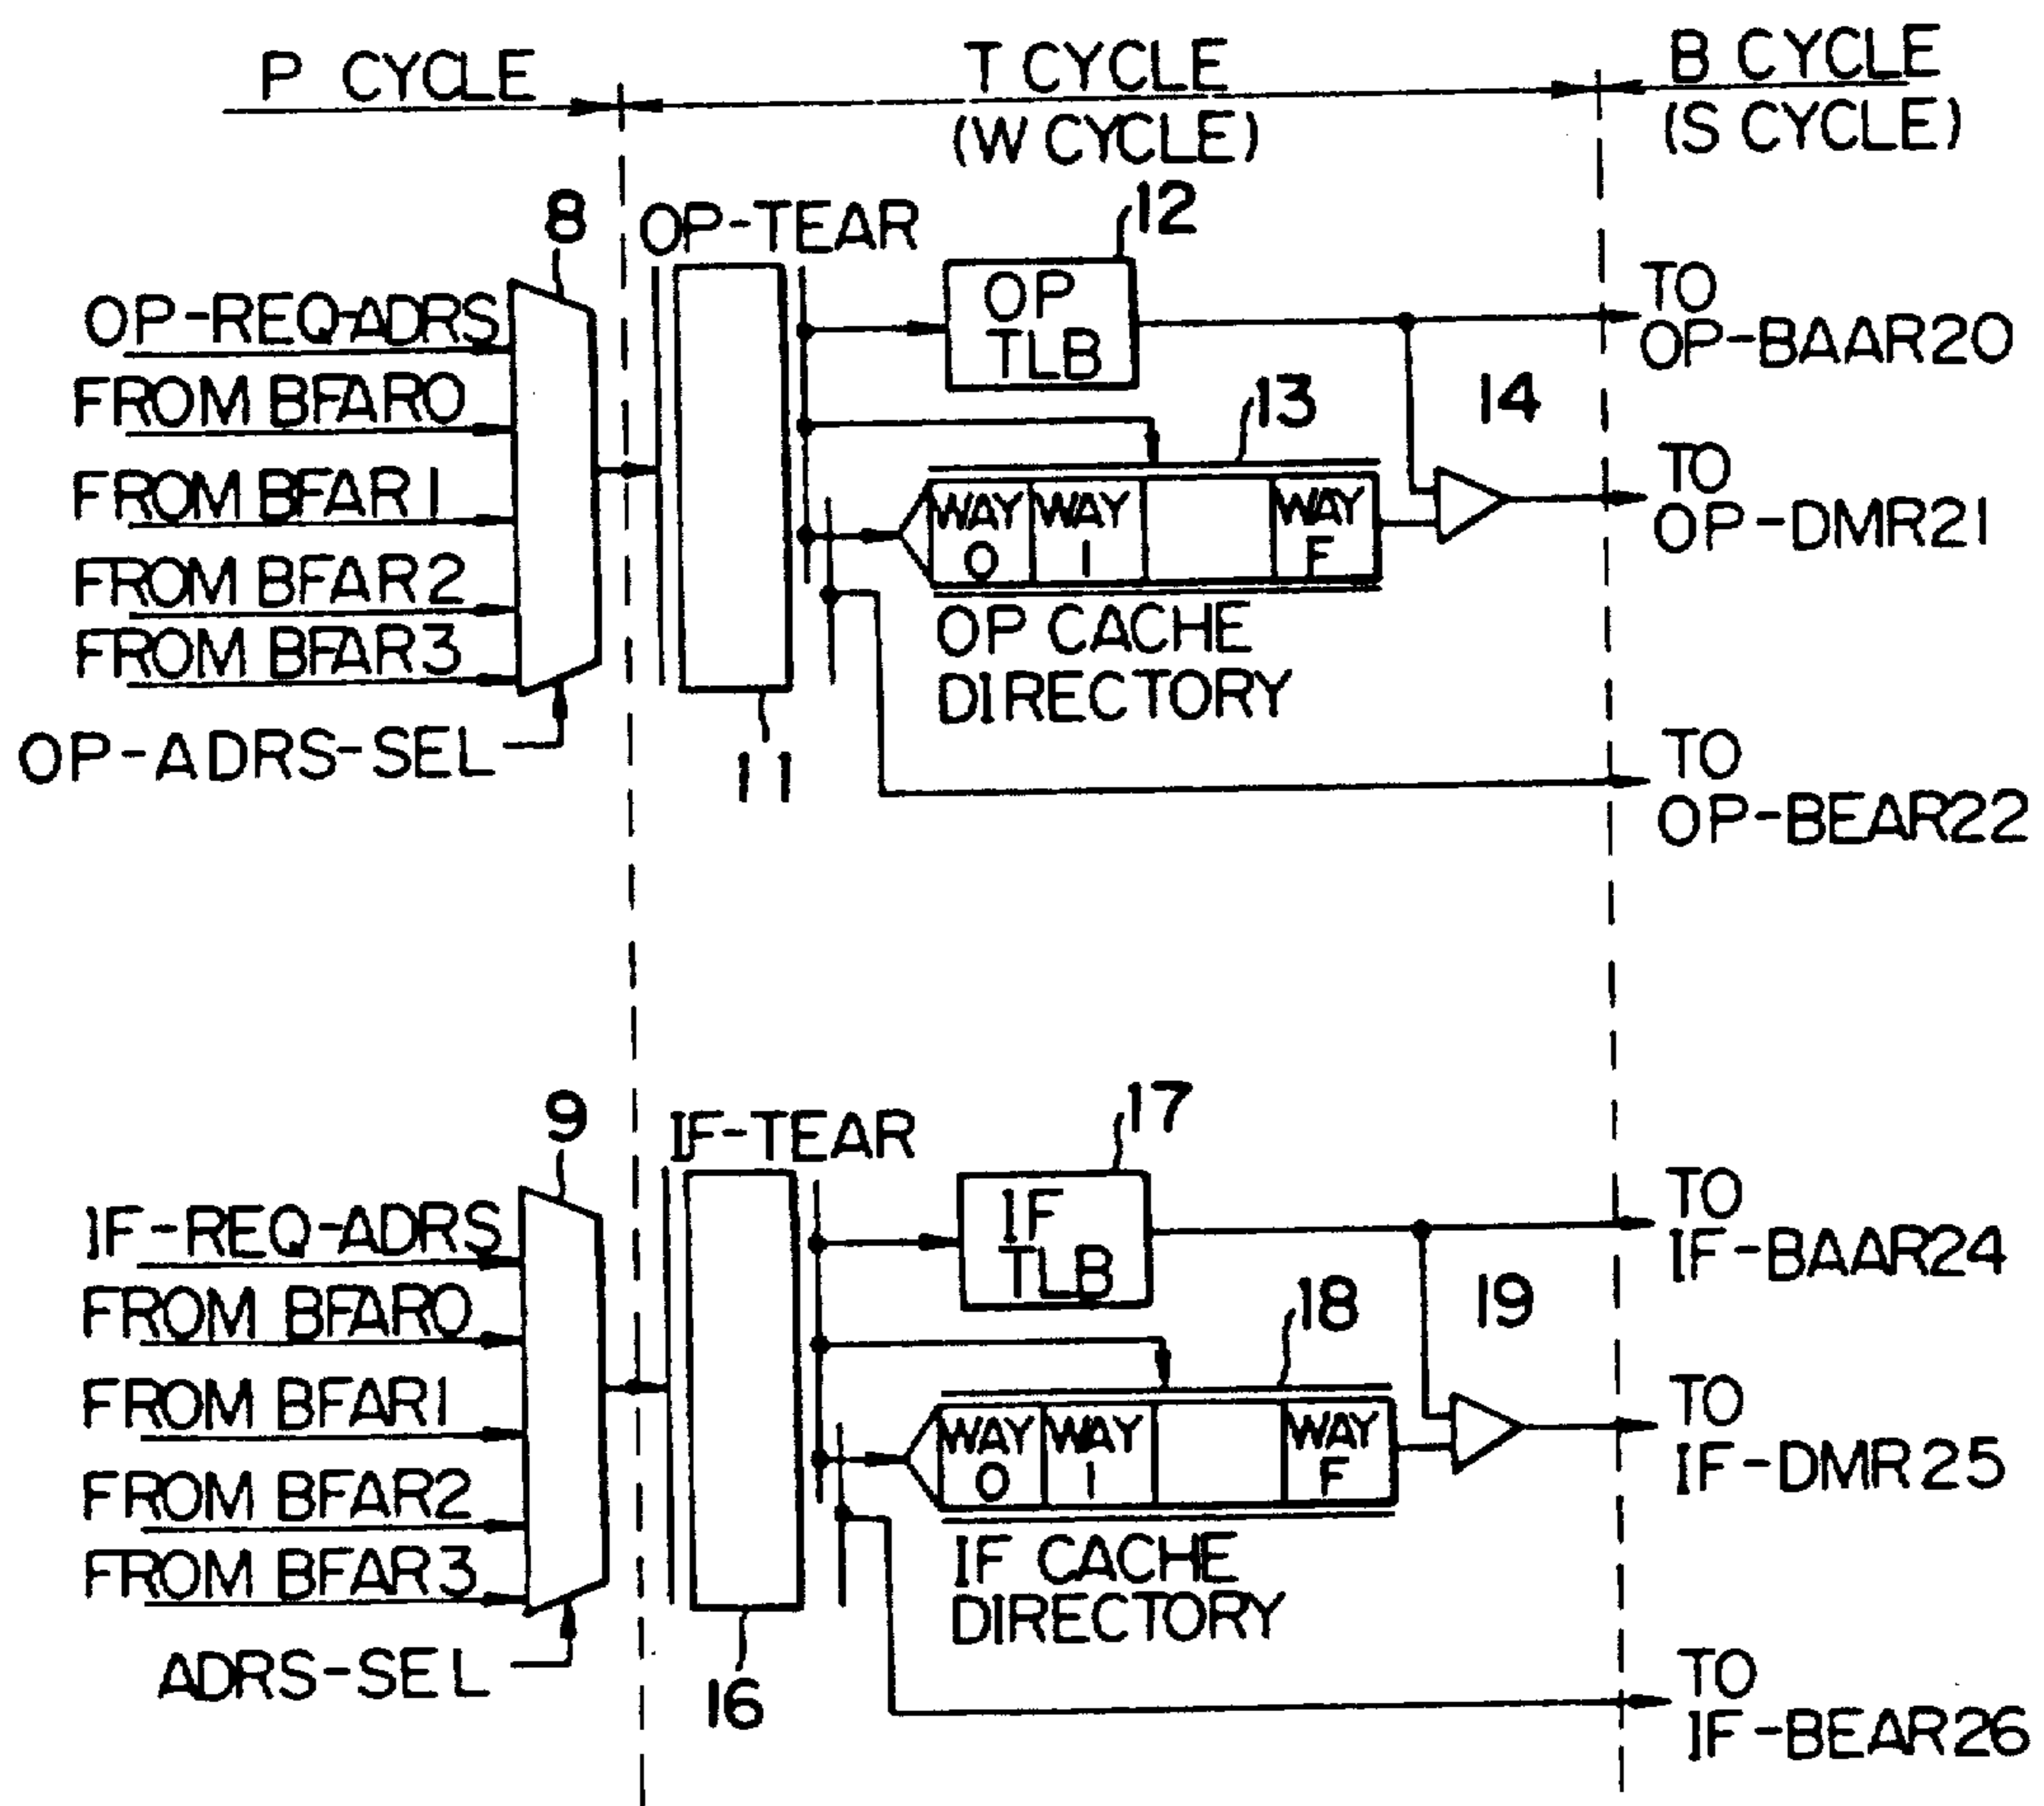 P CYCLE
T CYCLE
(W CYCLE)
B CYCLE
(S CYCLE)
8
OP-TEAR
12
OP-REQ-ADRS
FROM BFAR0
FROM BFAR1
FROM BFAR2
FROM BFAR3
OP-ADRS-SEL
11
OP
TLB
13
14
WAY
0
WAY
1
WAY
F
OP CACHE
DIRECTORY
TO
OP-BAAR20
TO
OP-DMR21
TO
OP-BEAR22
9
IF-TEAR
17
IF-REQ-ADRS
FROM BFAR0
FROM BFAR1
FROM BFAR2
FROM BFAR3
ADRS-SEL
16
IF
TLB
18
19
WAY
0
WAY
1
WAY
F
IF CACHE
DIRECTORY
TO
IF-BAAR24
TO
IF-DMR25
TO
IF-BEAR26